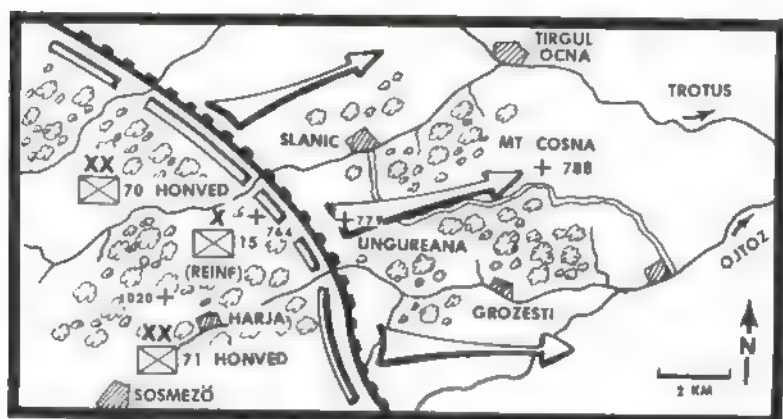 TIRGUL
OCNA
TROTUS
SLANIC
MT COSNA
788
XX
70 HONVED
X
764
15
(REINF)
779
UNGUREANA
OJTOZ
1020
HARJA
GROZESTI
XX
71 HONVED
SOSMEZÖ
N
2 KM